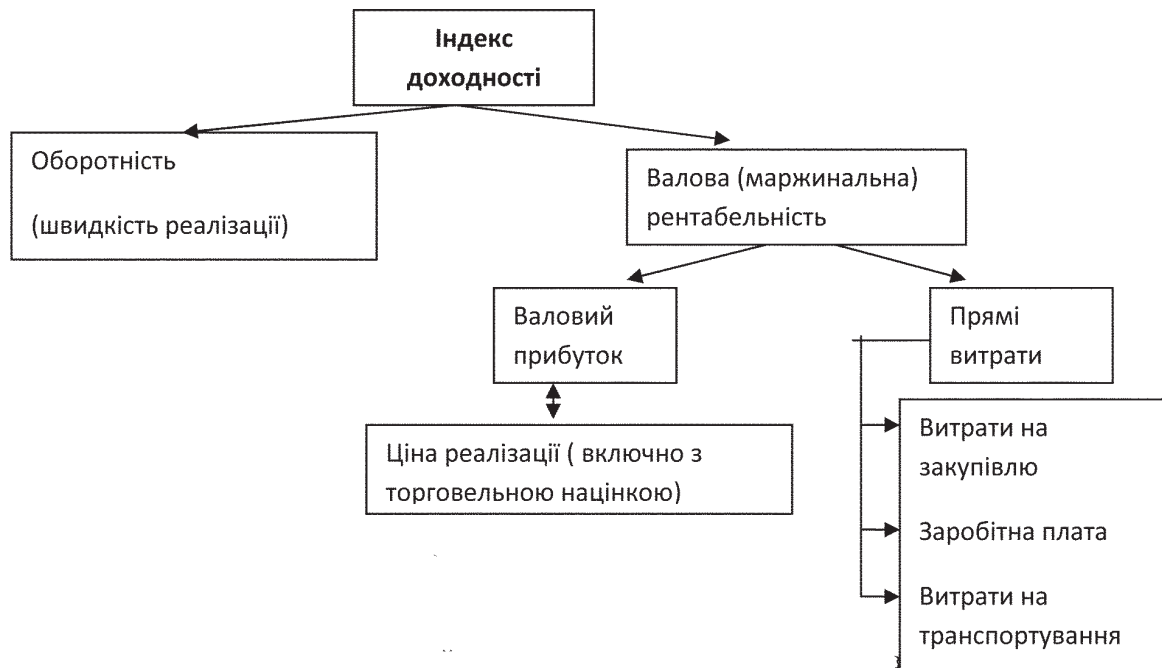 Індекс
доходності
Оборотність
(швидкість реалізації)
Валова (маржинальна)
рентабельність
Валовий
прибуток
Прямі
витрати
Ціна реалізації ( включно з
торговельною націнкою)
Витрати на
закупівлю
Заробітна плата
Витрати на
транспортування